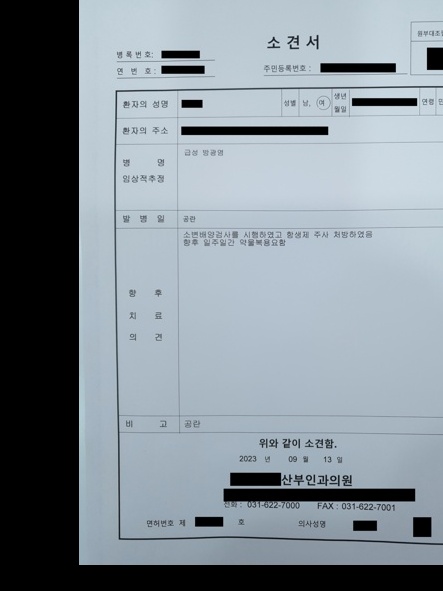 소 견 서
원부대조
병 록 번 호 :
연 번 호 :
주민등록번호 :
환자의 성명
성별 남, 여
생년
월일
연령
환자의 주소
병 명
급성 방광염
임상적추정
발 병 일
공란
소변배양검사를 시행하였고 항생제 주사 처방하였음
향후 일주일간 약물복용요함
향 후
치 료
의 견
비 고
공란
위와 같이 소견함.
2023 년 09 월 13 일
산부인과의원
전화 : 031-622-7000 FAX : 031-622-7001
면허번호 제 호 의사성명